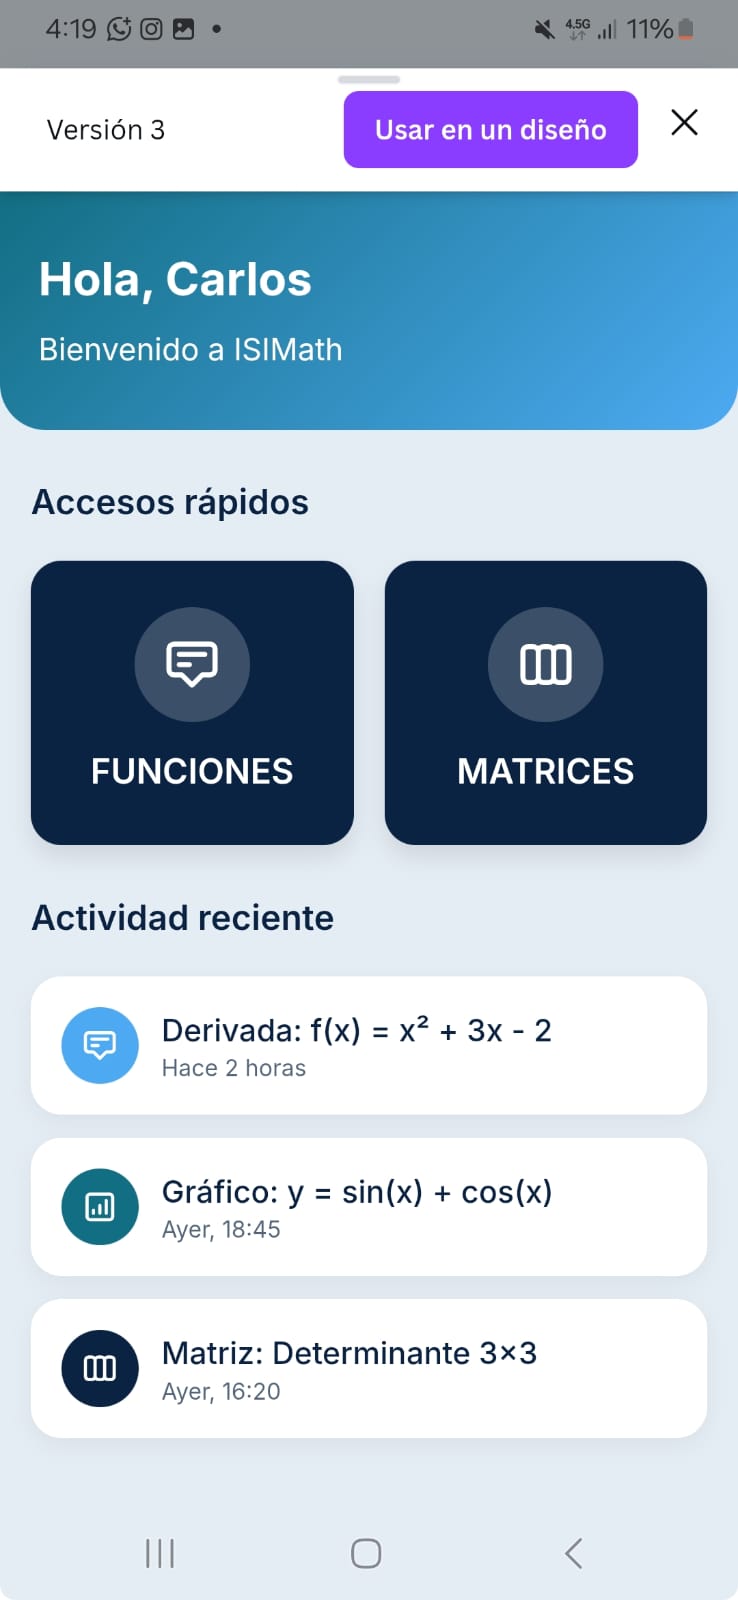 4:19
4.5G
11%
Versión 3
Usar en un diseño
Hola, Carlos
Bienvenido a ISIMath
Accesos rápidos
FUNCIONES
MATRICES
Actividad reciente
Derivada: f(x) = x² + 3x - 2
Hace 2 horas
Gráfico: y = sin(x) + cos(x)
Ayer, 18:45
Matriz: Determinante 3×3
Ayer, 16:20